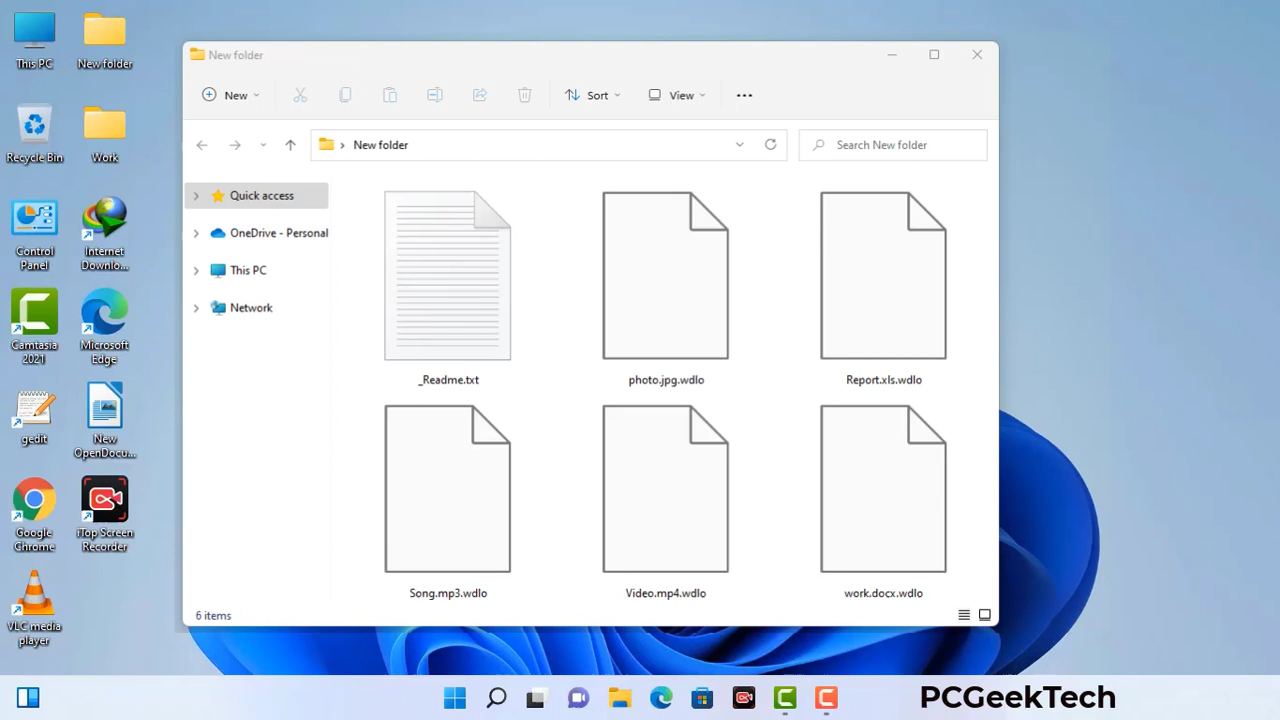 This PC
New folder
Recycle Bin
Work
Control
Panel
Internet
Downlo...
Camtasia
2021
Microsoft
Edge
gedit
New
OpenDocu...
Google
Chrome
iTop Screen
Recorder
VLC media
player
New folder
New
Sort
View
New folder
Search New folder
Quick access
OneDrive - Personal
This PC
Network
_Readme.txt
photo.jpg.wdlo
Report.xls.wdlo
Song.mp3.wdlo
Video.mp4.wdlo
work.docx.wdlo
6 items
PCGeekTech